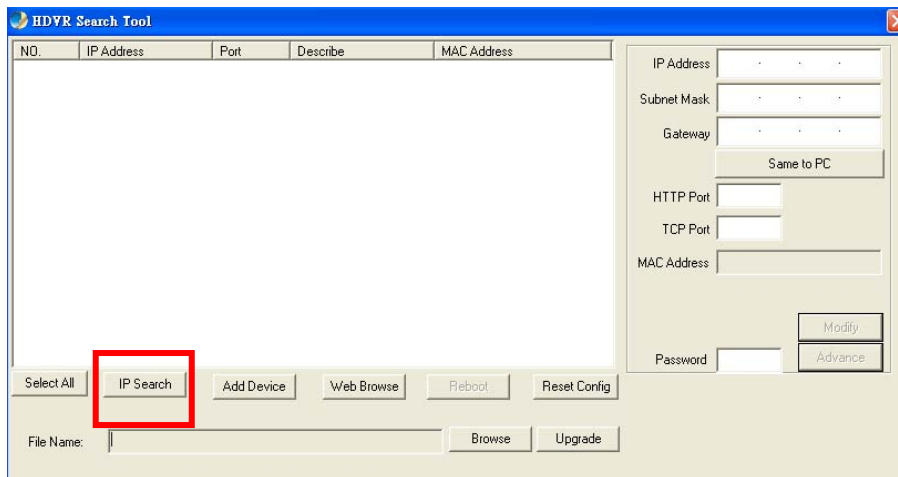 HDVR Search Tool
NO. IP Address Port Describe MAC Address
IP Address
Subnet Mask
Gateway
Same to PC
HTTP Port
TCP Port
MAC Address
Modify
Password Advance
Select All IP Search Add Device Web Browse Reboot Reset Config
File Name: Browse Upgrade